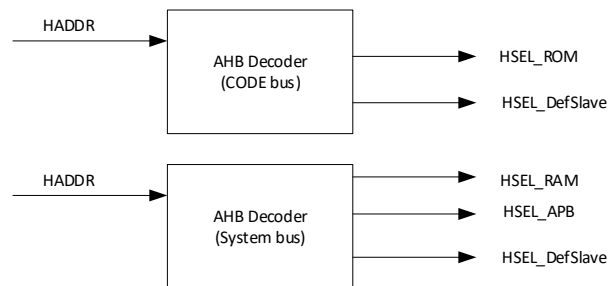 HADDR
AHB Decoder
(CODE bus)
HSEL_ROM
HSEL_DefSlave
HADDR
AHB Decoder
(System bus)
HSEL_RAM
HSEL_APB
HSEL_DefSlave